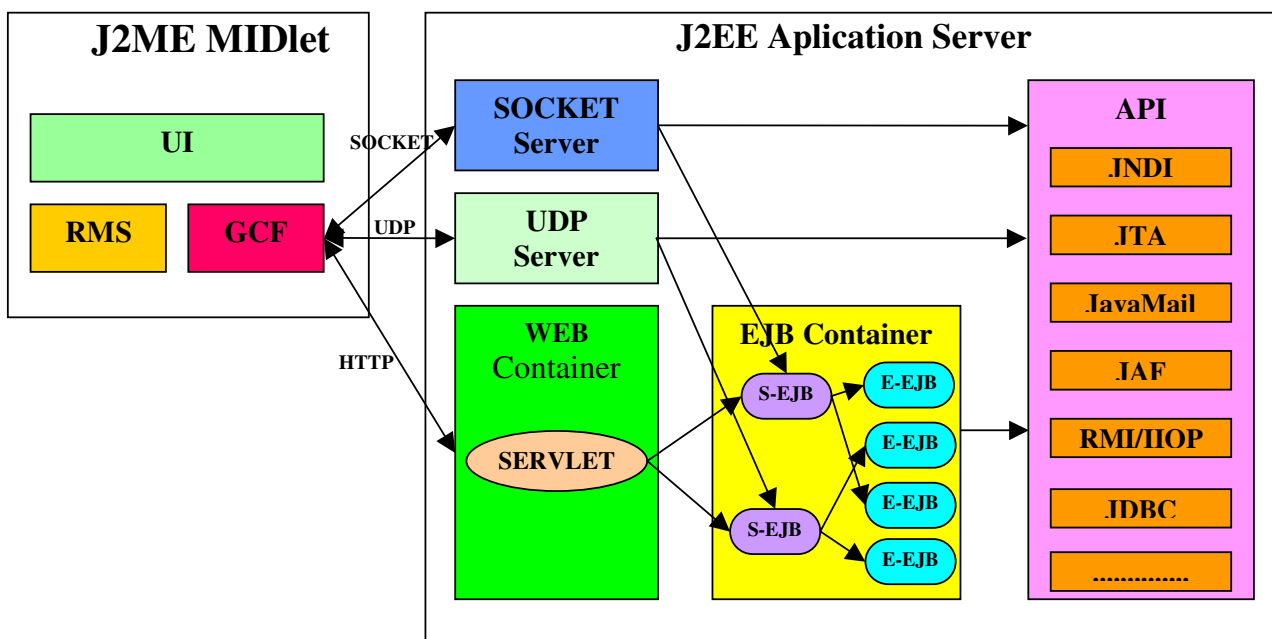 J2ME MIDlet
UI
RMS
GCF
SOCKET
UDP
HTTP
J2EE Aplication Server
SOCKET
Server
UDP
Server
WEB
Container
SERVLET
EJB Container
S-EJB
S-EJB
E-EJB
E-EJB
E-EJB
E-EJB
API
JNDI
JTA
JavaMail
JAF
RMI/IIOP
JDBC
..............